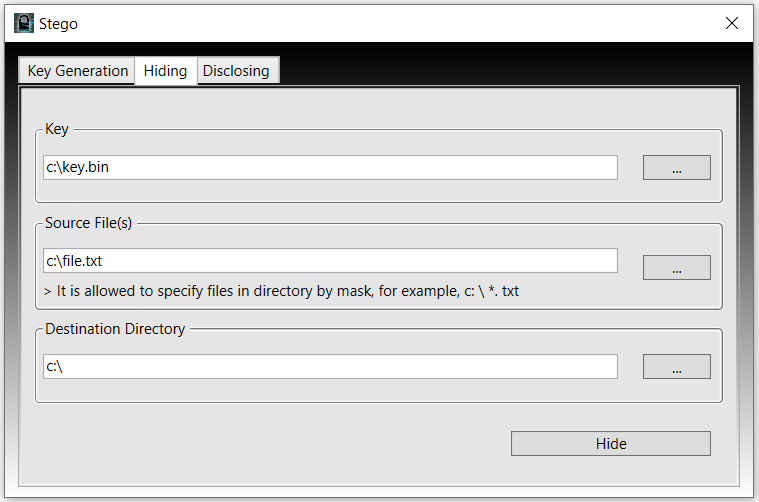 Stego
Key Generation Hiding Disclosing
Key
c:\key.bin
...
Source File(s)
c:\file.txt
...
> It is allowed to specify files in directory by mask, for example, c: \ *. txt
Destination Directory
c:\
...
Hide